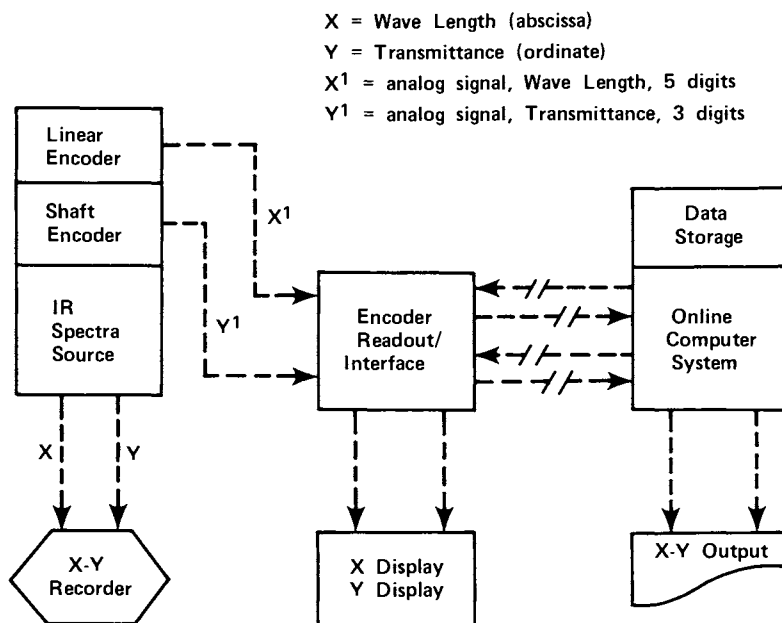 X = Wave Length (abscissa)
Y = Transmittance (ordinate)
X¹ = analog signal, Wave Length, 5 digits
Y¹ = analog signal, Transmittance, 3 digits
Linear
Encoder
Shaft
Encoder
IR
Spectra
Source
X¹
Y¹
Encoder
Readout/
Interface
Data
Storage
Online
Computer
System
X
Y
X-Y
Recorder
X Display
Y Display
X-Y Output